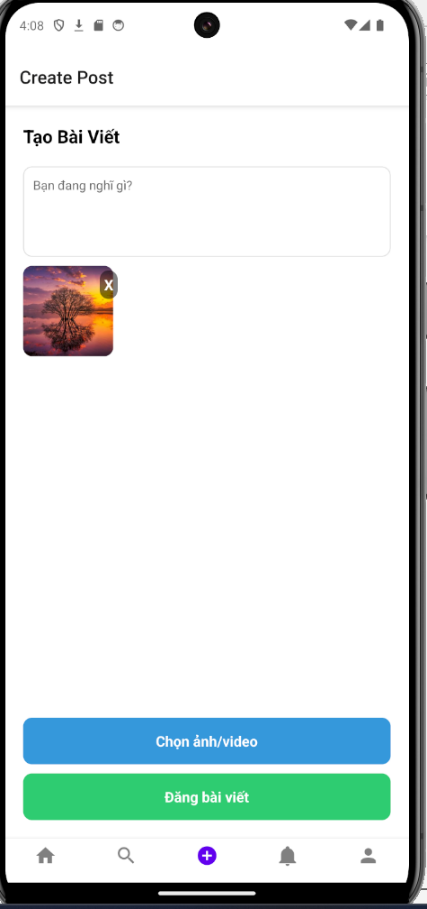 4:08
Create Post
Tạo Bài Viết
Bạn đang nghĩ gì?
X
Chọn ảnh/video
Đăng bài viết